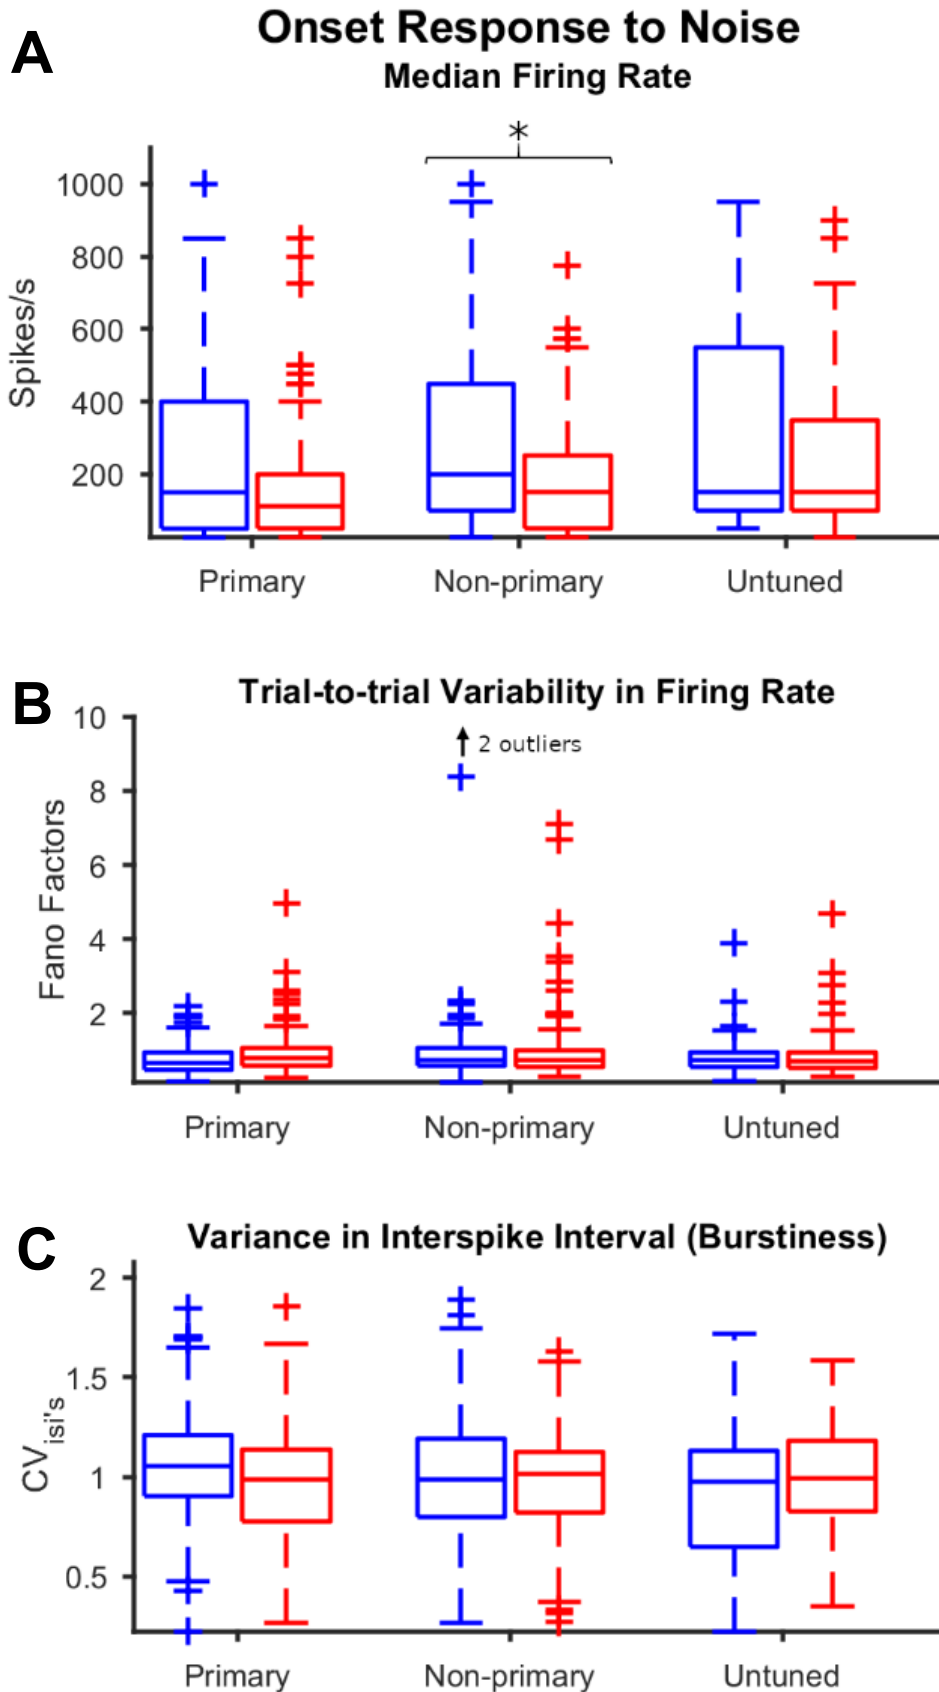 A
Onset Response to Noise
Median Firing Rate
*
1000
800
600
400
200
Spikes/s
Primary Non-primary Untuned
B
Trial-to-trial Variability in Firing Rate
10
8
6
4
2
Fano Factors
2 outliers
Primary Non-primary Untuned
C
Variance in Interspike Interval (Burstiness)
2
1.5
1
0.5
CVisi's
Primary Non-primary Untuned